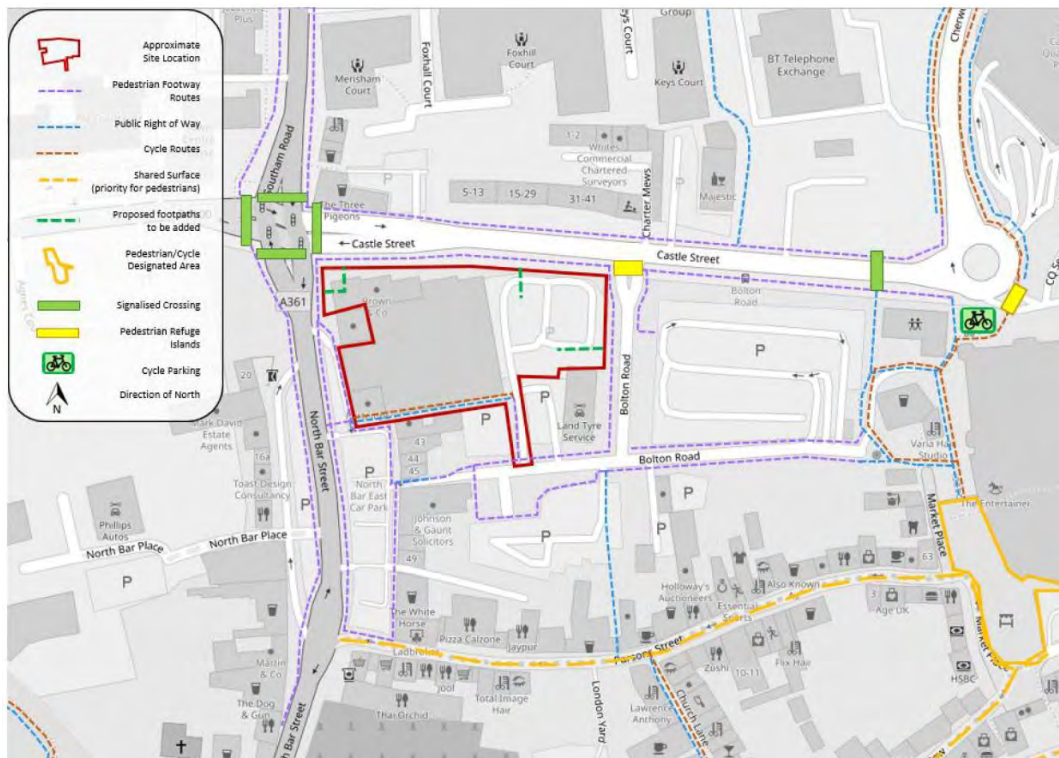 Approximate
Site Location
Pedestrian Footway
Routes
Public Right of Way
Cycle Routes
Shared Surface
(priority for pedestrians)
Proposed footpaths
to be added
Pedestrian/Cycle
Designated Area
Signalised Crossing
Pedestrian Refuge
Islands
Cycle Parking
N
Direction of North
Plus
Southam Road
Foxhall Court
Merisham
Court
Foxhill
Court
Group
Keys Court
BT Telephone
Exchange
1-2
Whites
Commercial
Chartered
Surveyors
P
5-13
15-29
31-41
Charter Mews
Majestic
P
The Three
Pigeons
Castle Street
Castle Street
A361
Brown
& Co
P
Bolton
Road
P
Bolton Road
Land Tyre
Service
P
20
Mark David
Estate
Agents
16a
Toast Design
Consultancy
North Bar Street
P
43
44
45
P
Bolton Road
Varia Hair
Studio
The Entertainer
Phillips
Autos
North Bar Place
North Bar Place
P
P
North
Bar East
Car Park
Johnson
& Gaunt
Solicitors
49
P
P
Market Place
63
Holloway's
Auctioneers
Also Known
Essential
Sports
3
Age UK
The White
Horse
Ladbrokes
Pizza Calzone
Jaypur
Parsons Street
Zushi
10-11
Flix Hair
HSBC
Market Place
Martin
& Co
The Dog
& Gun
Joof
Total Image
Hair
Thai Orchid
London Yard
Lawrence
Anthony
Church Lane